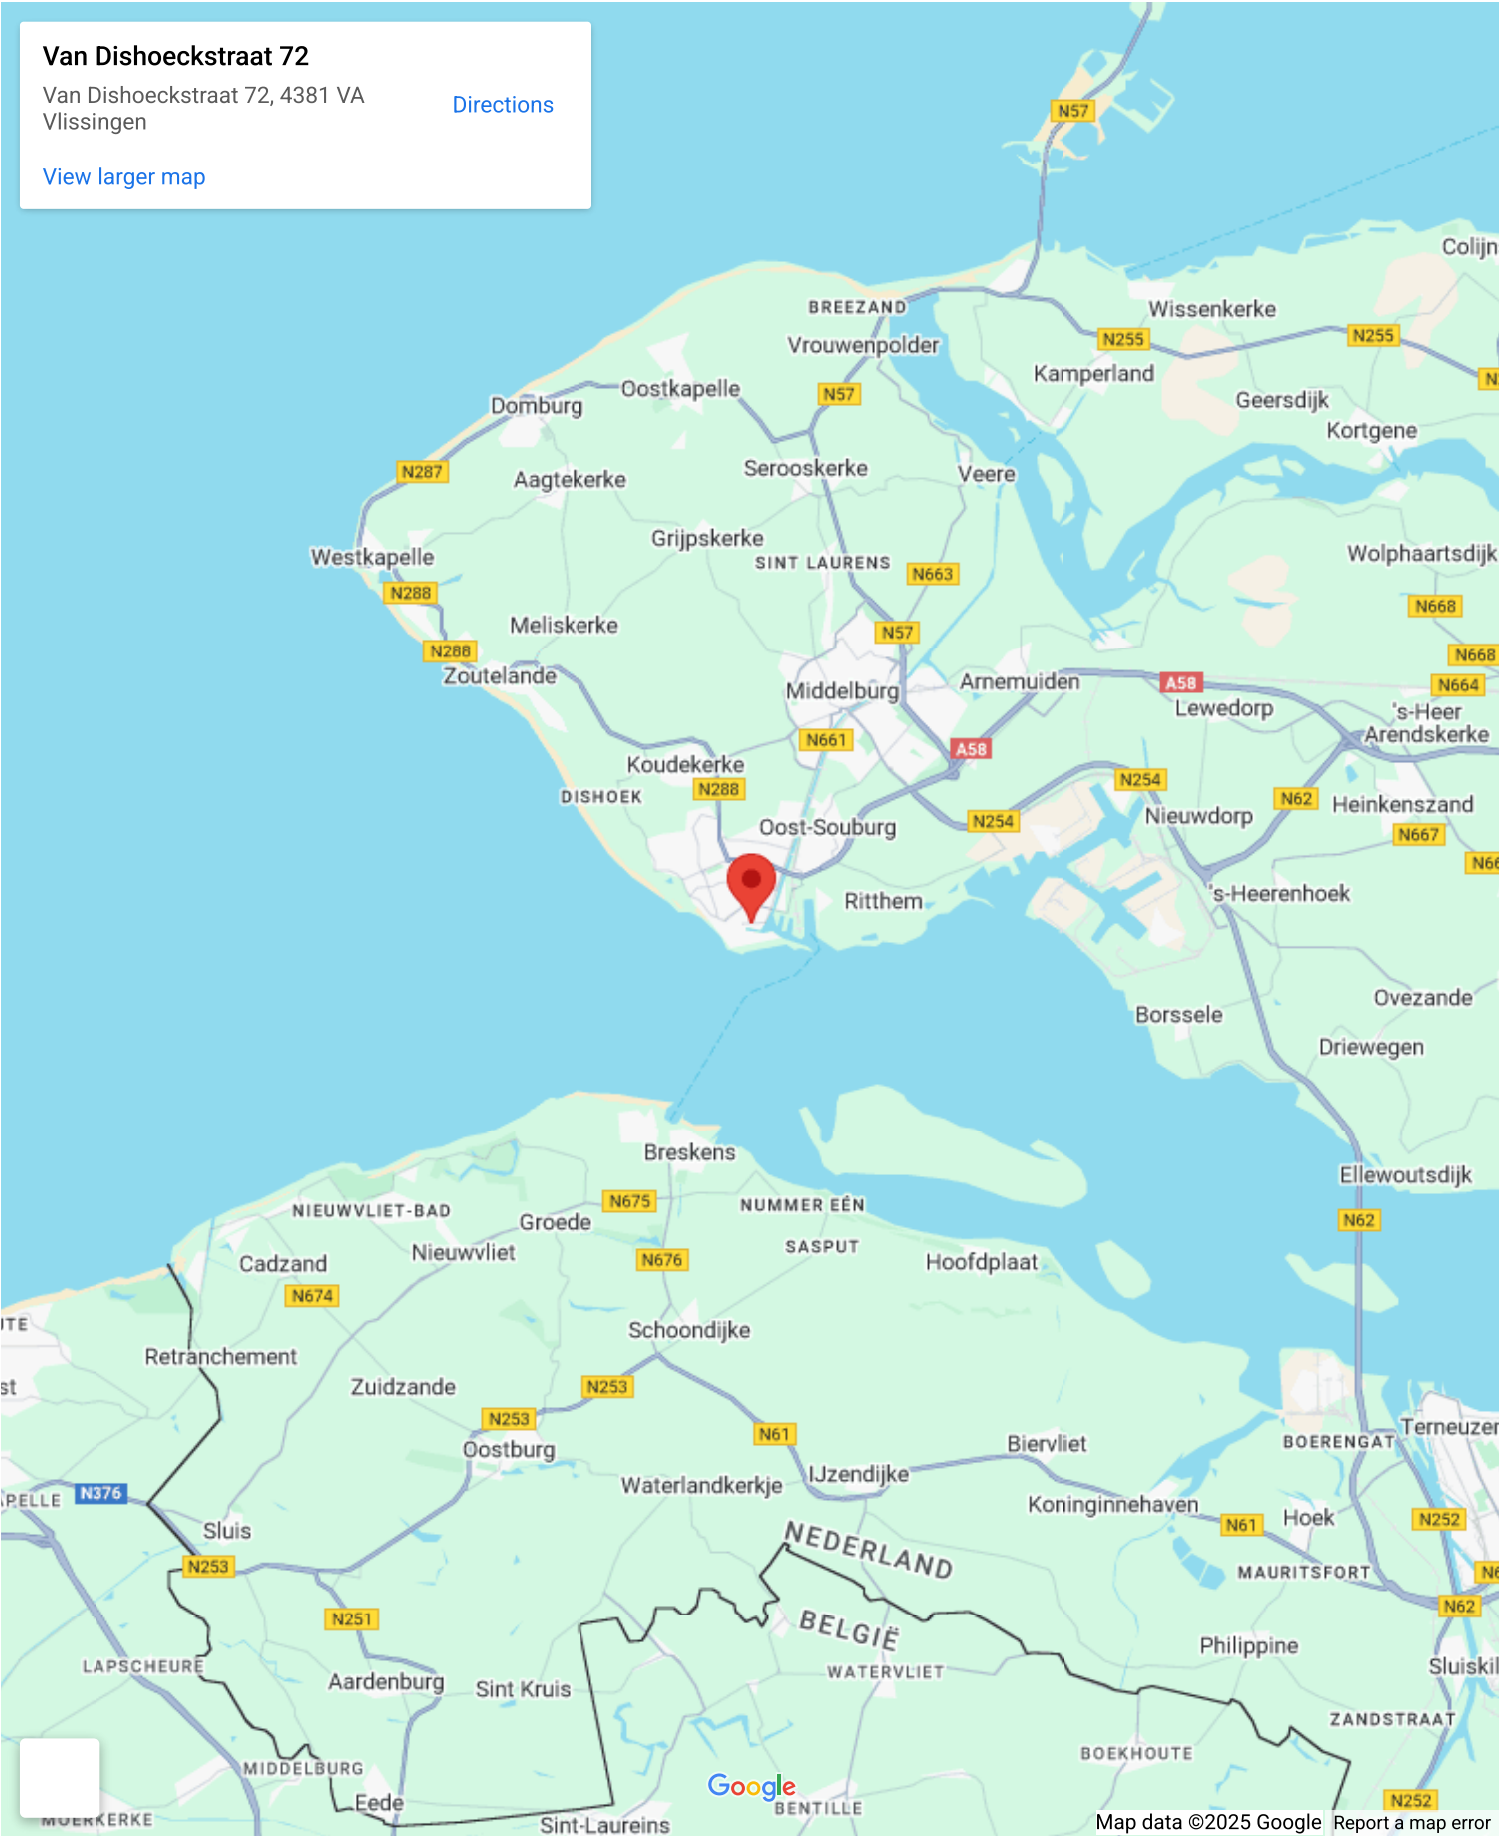 Van Dishoeckstraat 72
Van Dishoeckstraat 72, 4381 VA
Vlissingen
Directions
View larger map
N57
Colijn
BREEZAND
Wissenkerke
Vrouwenpolder
N255
N255
Kamperland
Oostkapelle
N57
Geersdijk
Domburg
Kortgene
N287
Serooskerke
Veere
Aagtekerke
Grijpskerke
Westkapelle
SINT LAURENS
N663
Wolphaartsdijk
N288
N668
Meliskerke
N57
N288
N668
Zoutelande
Middelburg
Arnemuiden
A58
N664
Lewedorp
's-Heer
Arendskerke
N661
A58
Koudekerke
N288
DISHOEK
N254
N62
Heinkenszand
Oost-Souburg
N254
Nieuwdorp
N667
N66
Ritthem
's-Heerenhoek
Ovezande
Borssele
Driewegen
Breskens
Ellewoutsdijk
NIEUWVLIET-BAD
N675
NUMMER EÉN
Groede
N62
Nieuwvliet
SASPUT
Cadzand
N676
Hoofdplaat
N674
Schoondijke
Retranchement
Zuidzande
N253
N253
N61
Terneuzen
Oostburg
Biervliet
BOERENGAT
IJzendijke
Waterlandkerkje
N376
Koninginnehaven
Hoek
N252
N61
Sluis
NEDERLAND
N253
MAURITSFORT
N62
N251
BELGIË
Philippine
LAPSCHEURE
WATERVLIET
Sluiskil
Aardenburg
Sint Kruis
ZANDSTRAAT
BOEKHOUTE
MIDDELBURG
Google
Eede
BENTILLE
N252
MOERKERKE
Sint-Laureins
Map data ©2025 Google
Report a map error